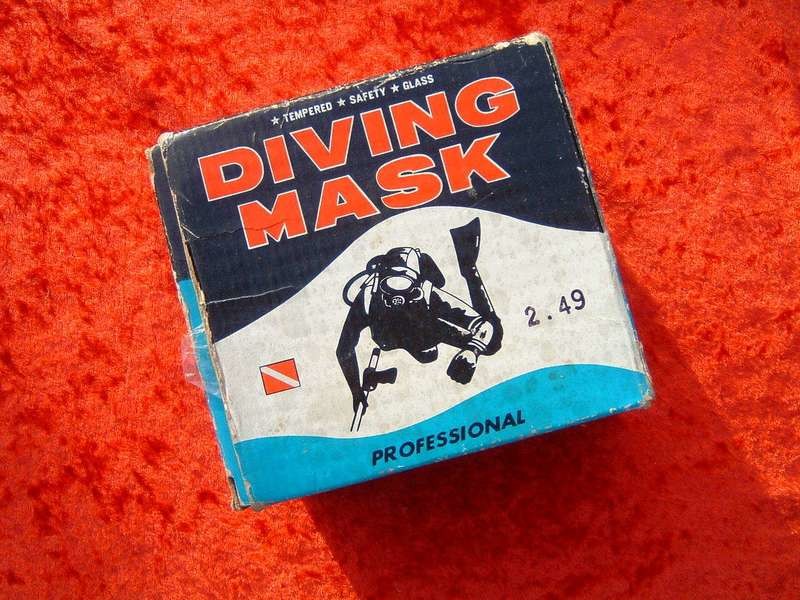 ★ TEMPERED ★ SAFETY ★ GLASS
DIVING
MASK
2.49
PROFESSIONAL